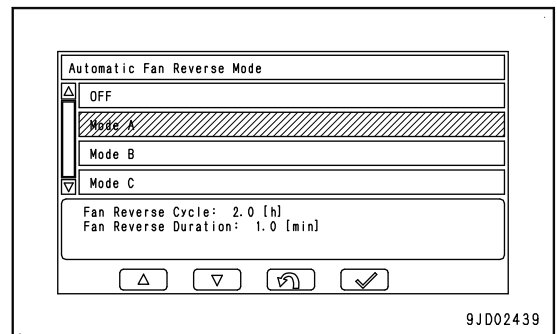 Automatic Fan Reverse Mode
OFF
Mode A
Mode B
Mode C
Fan Reverse Cycle: 2.0 [h]
Fan Reverse Duration: 1.0 [min]
9JD02439